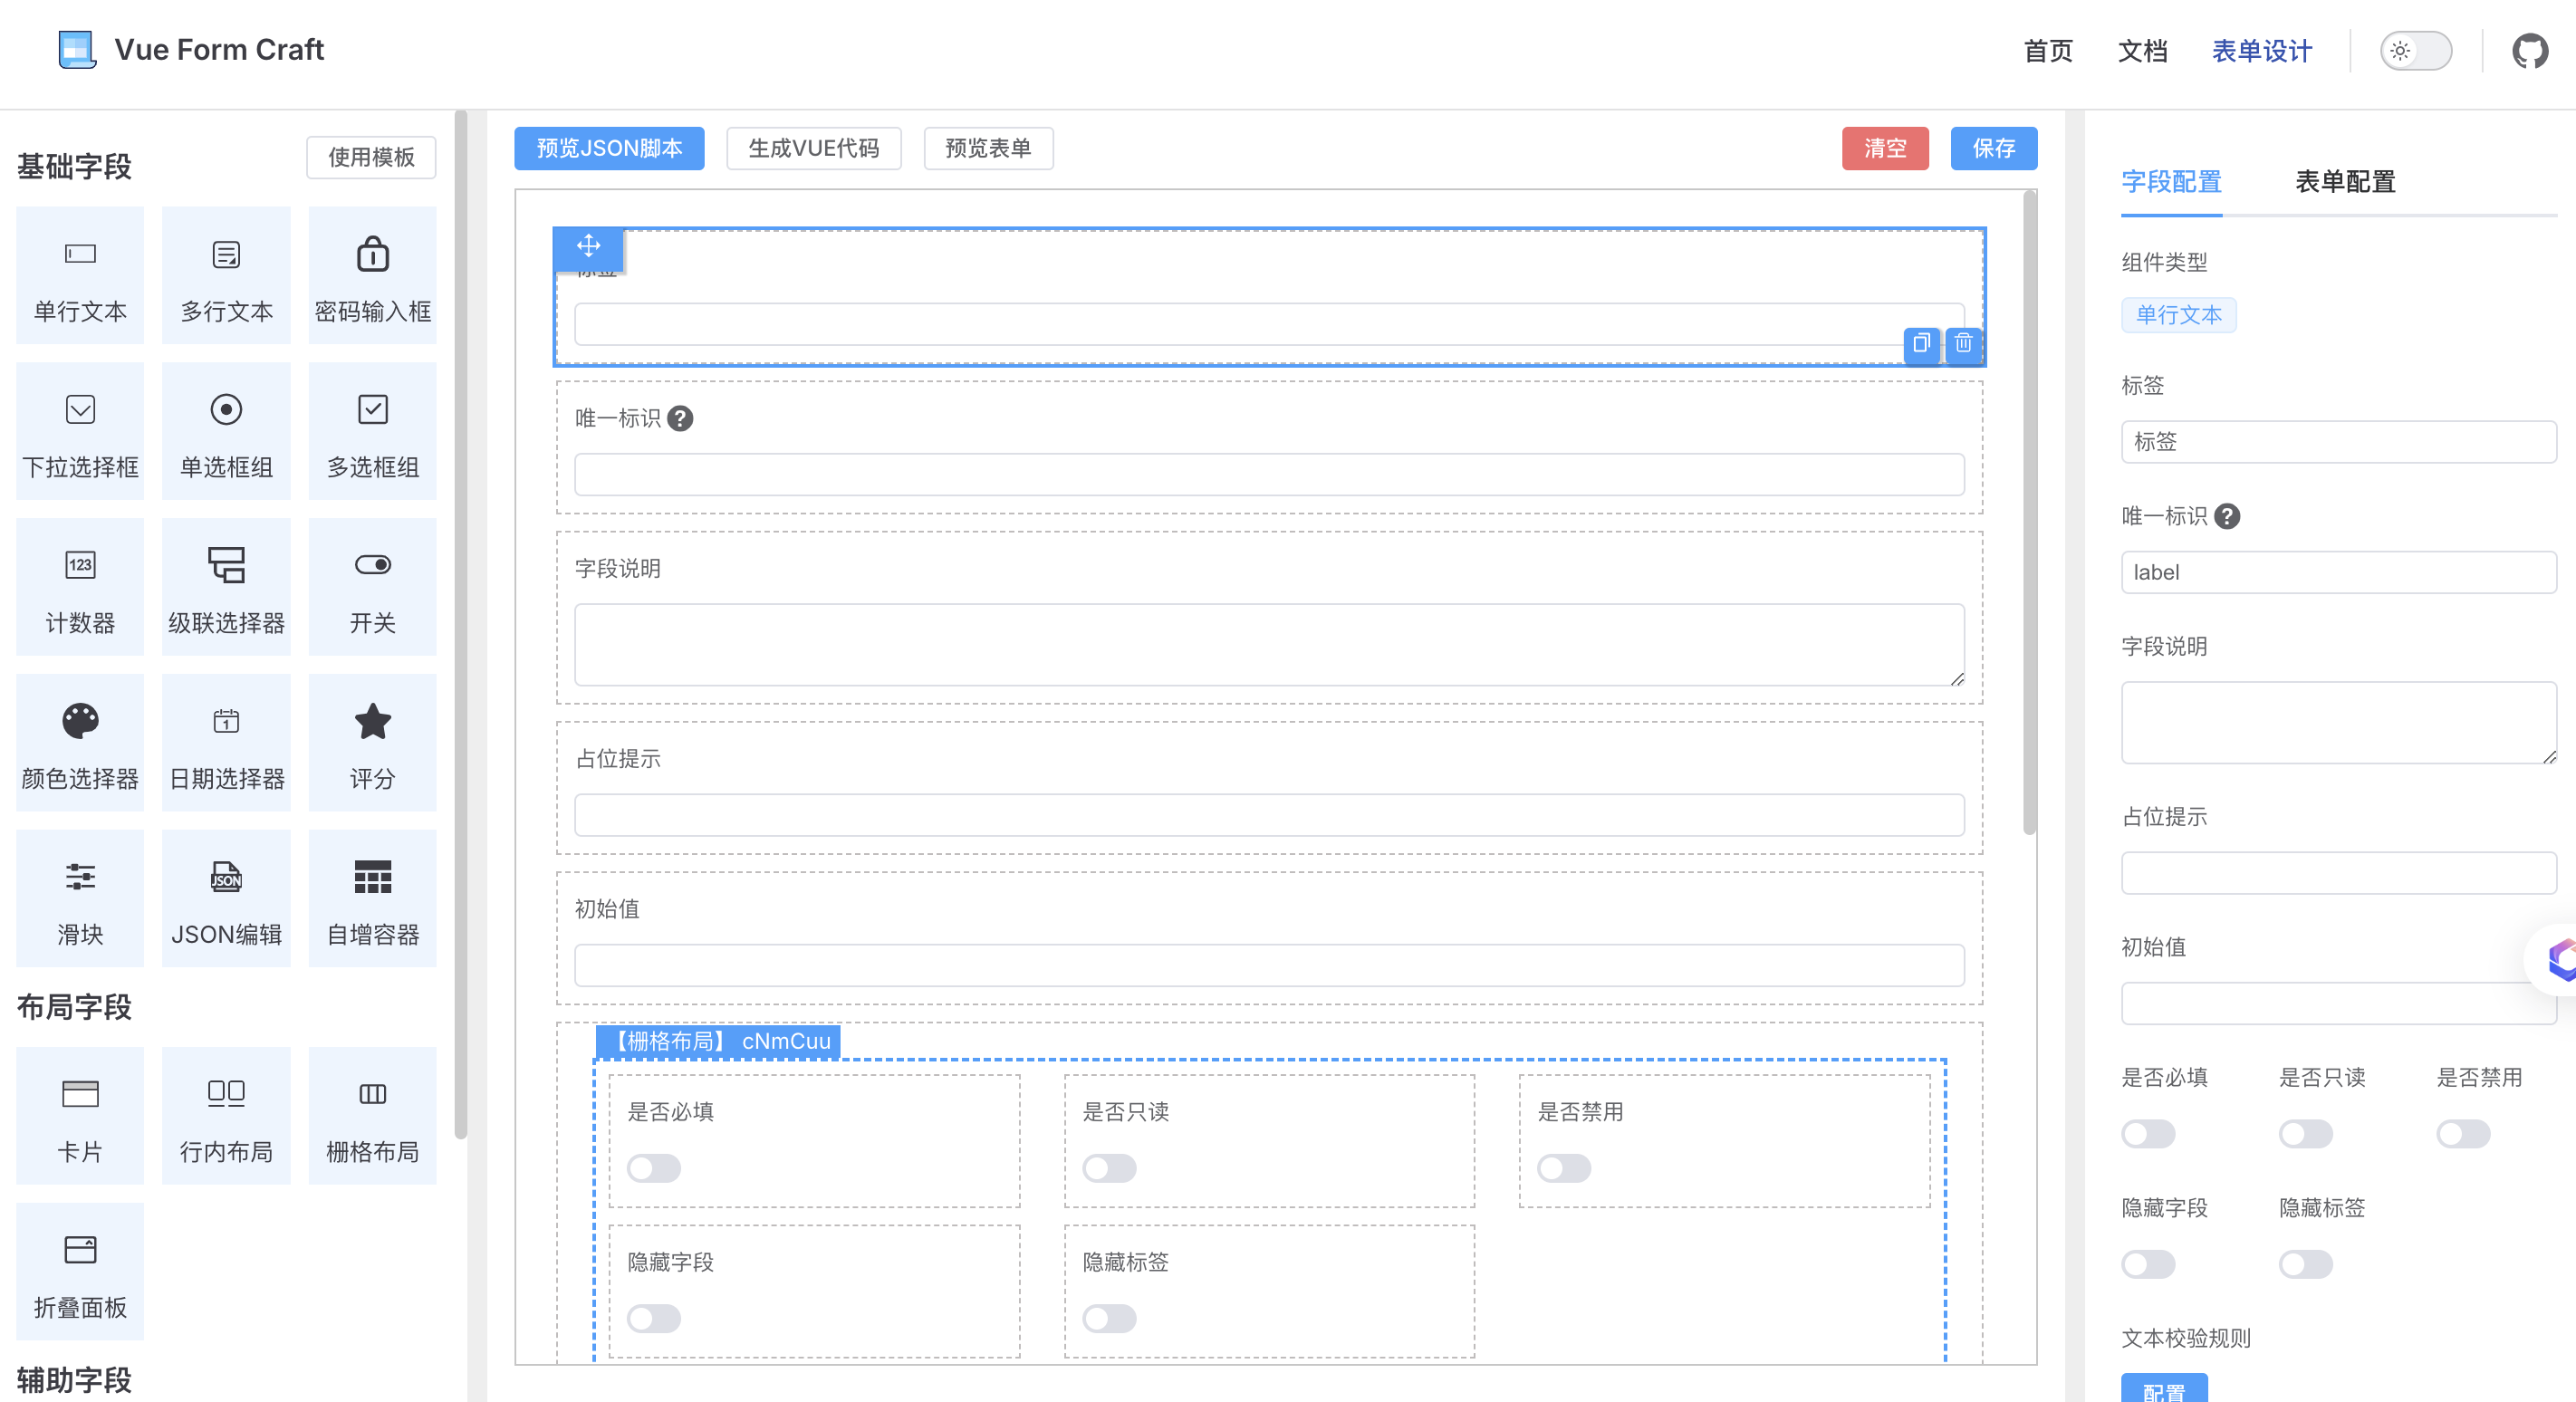 Vue Form Craft
首页
文档
表单设计
基础字段
使用模板
单行文本
多行文本
密码输入框
下拉选择框
单选框组
多选框组
123
计数器
级联选择器
开关
颜色选择器
1
日期选择器
评分
滑块
JSON
JSON编辑
自增容器
布局字段
卡片
行内布局
栅格布局
折叠面板
辅助字段
预览JSON脚本
生成VUE代码
预览表单
清空
保存
标签
唯一标识 ?
字段说明
占位提示
初始值
【栅格布局】 cNmCuu
是否必填
是否只读
是否禁用
隐藏字段
隐藏标签
字段配置
表单配置
组件类型
单行文本
标签
标签
唯一标识 ?
label
字段说明
占位提示
初始值
是否必填
是否只读
是否禁用
隐藏字段
隐藏标签
文本校验规则
配置